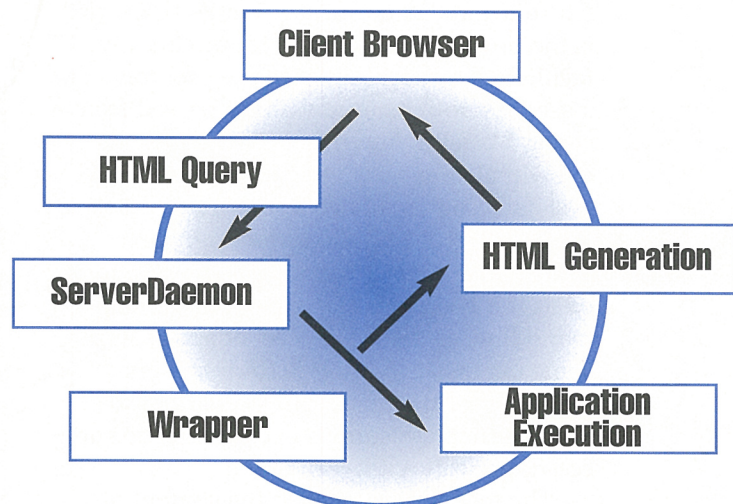 Client Browser
HTML Query
HTML Generation
ServerDaemon
Wrapper
Application
Execution